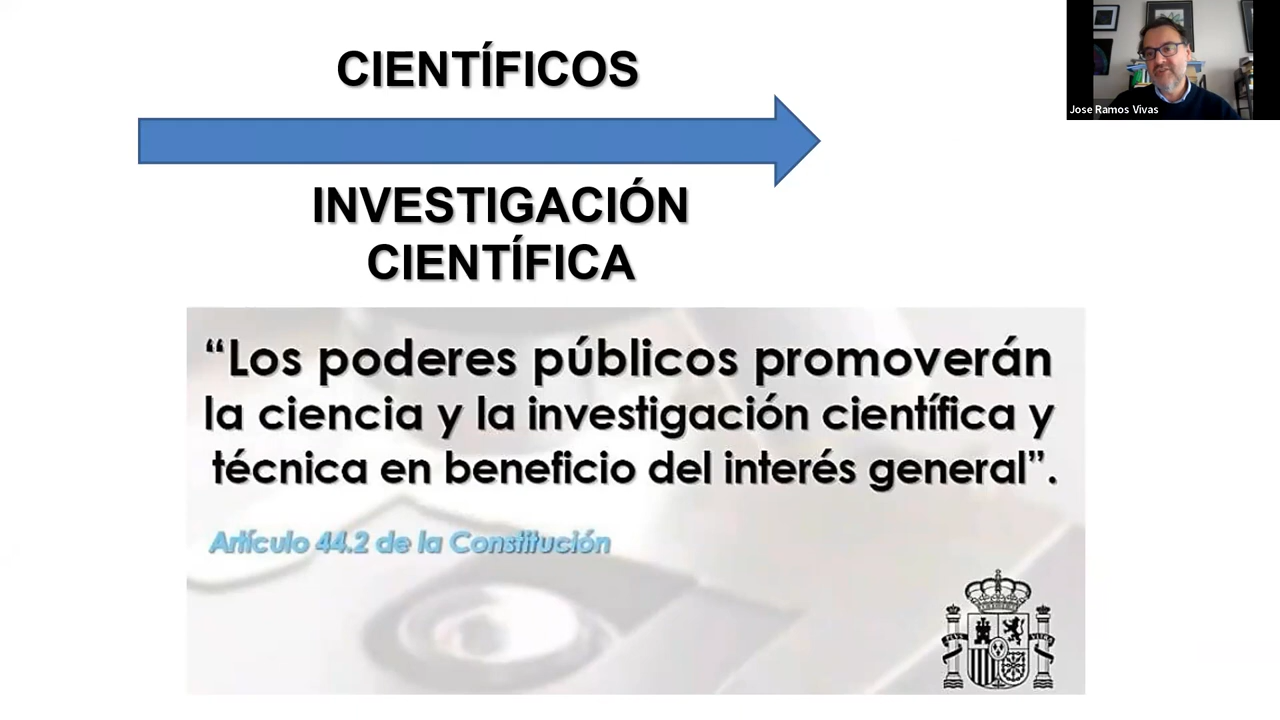 CIENTÍFICOS
Jose Ramos Vivas
INVESTIGACIÓN
CIENTÍFICA
“Los poderes públicos promoverán
la ciencia y la investigación científica y
técnica en beneficio del interés general”.
Artículo 44.2 de la Constitución